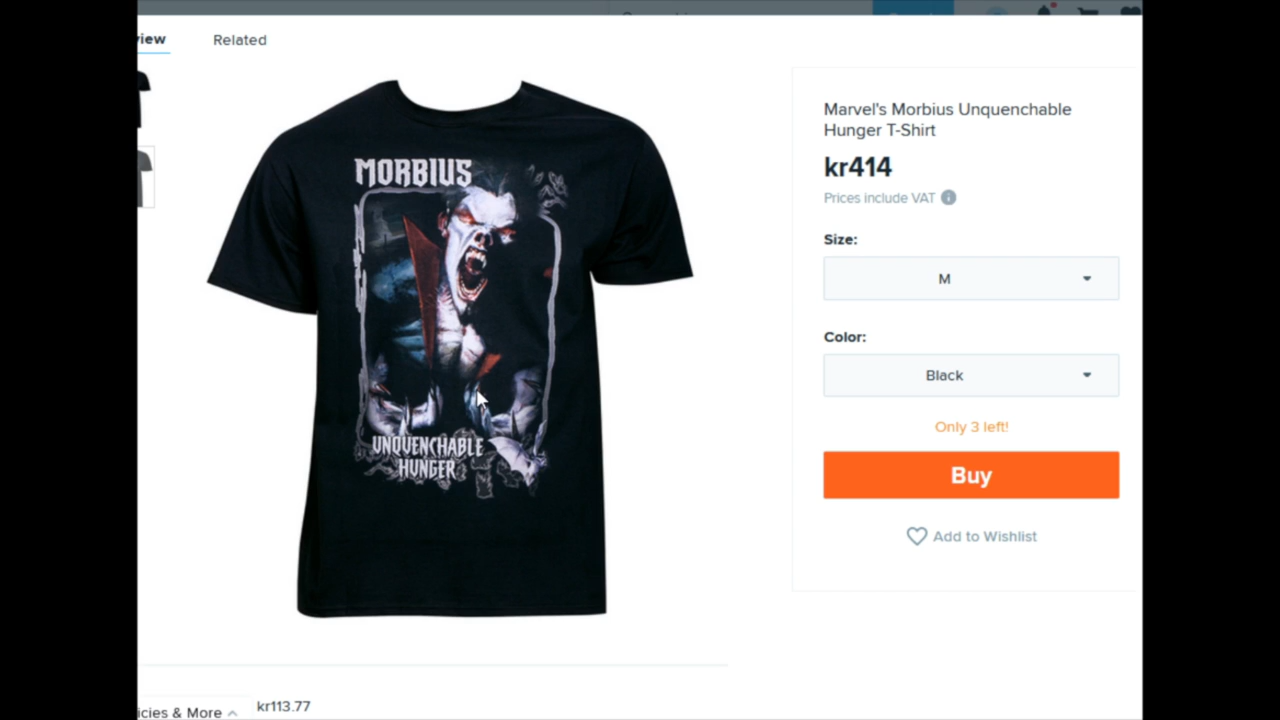 view
Related
MORBIUS
UNQUENCHABLE
HUNGER
Marvel's Morbius Unquenchable
Hunger T-Shirt
kr414
Prices include VAT
Size:
M
Color:
Black
Only 3 left!
Buy
Add to Wishlist
icies & More
kr113.77